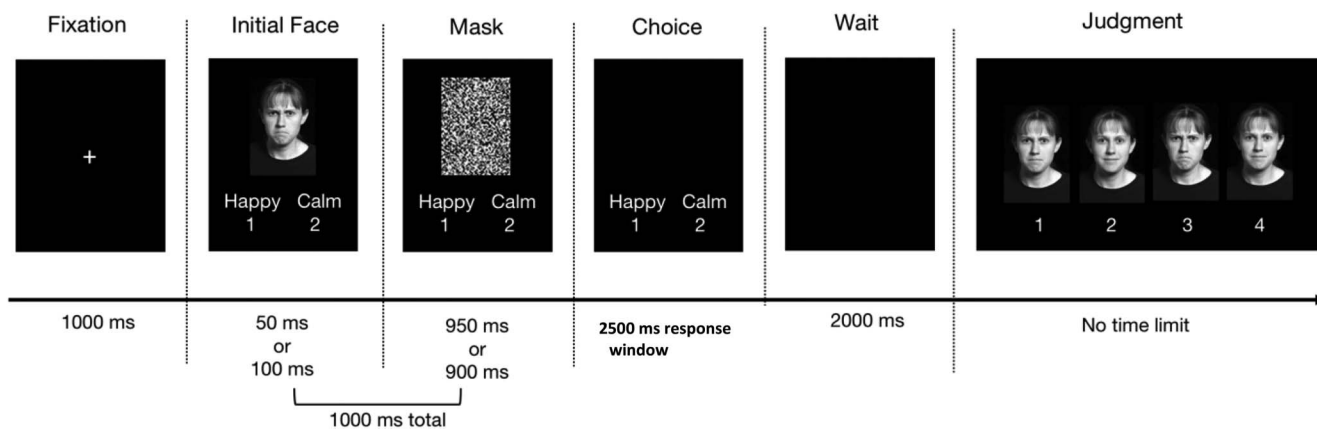 Fixation
Initial Face
Mask
Choice
Wait
Judgment
+
Happy Calm
1 2
Happy Calm
1 2
Happy Calm
1 2
1 2 3 4
1000 ms
50 ms
or
100 ms
950 ms
or
900 ms
2500 ms response
window
2000 ms
No time limit
1000 ms total